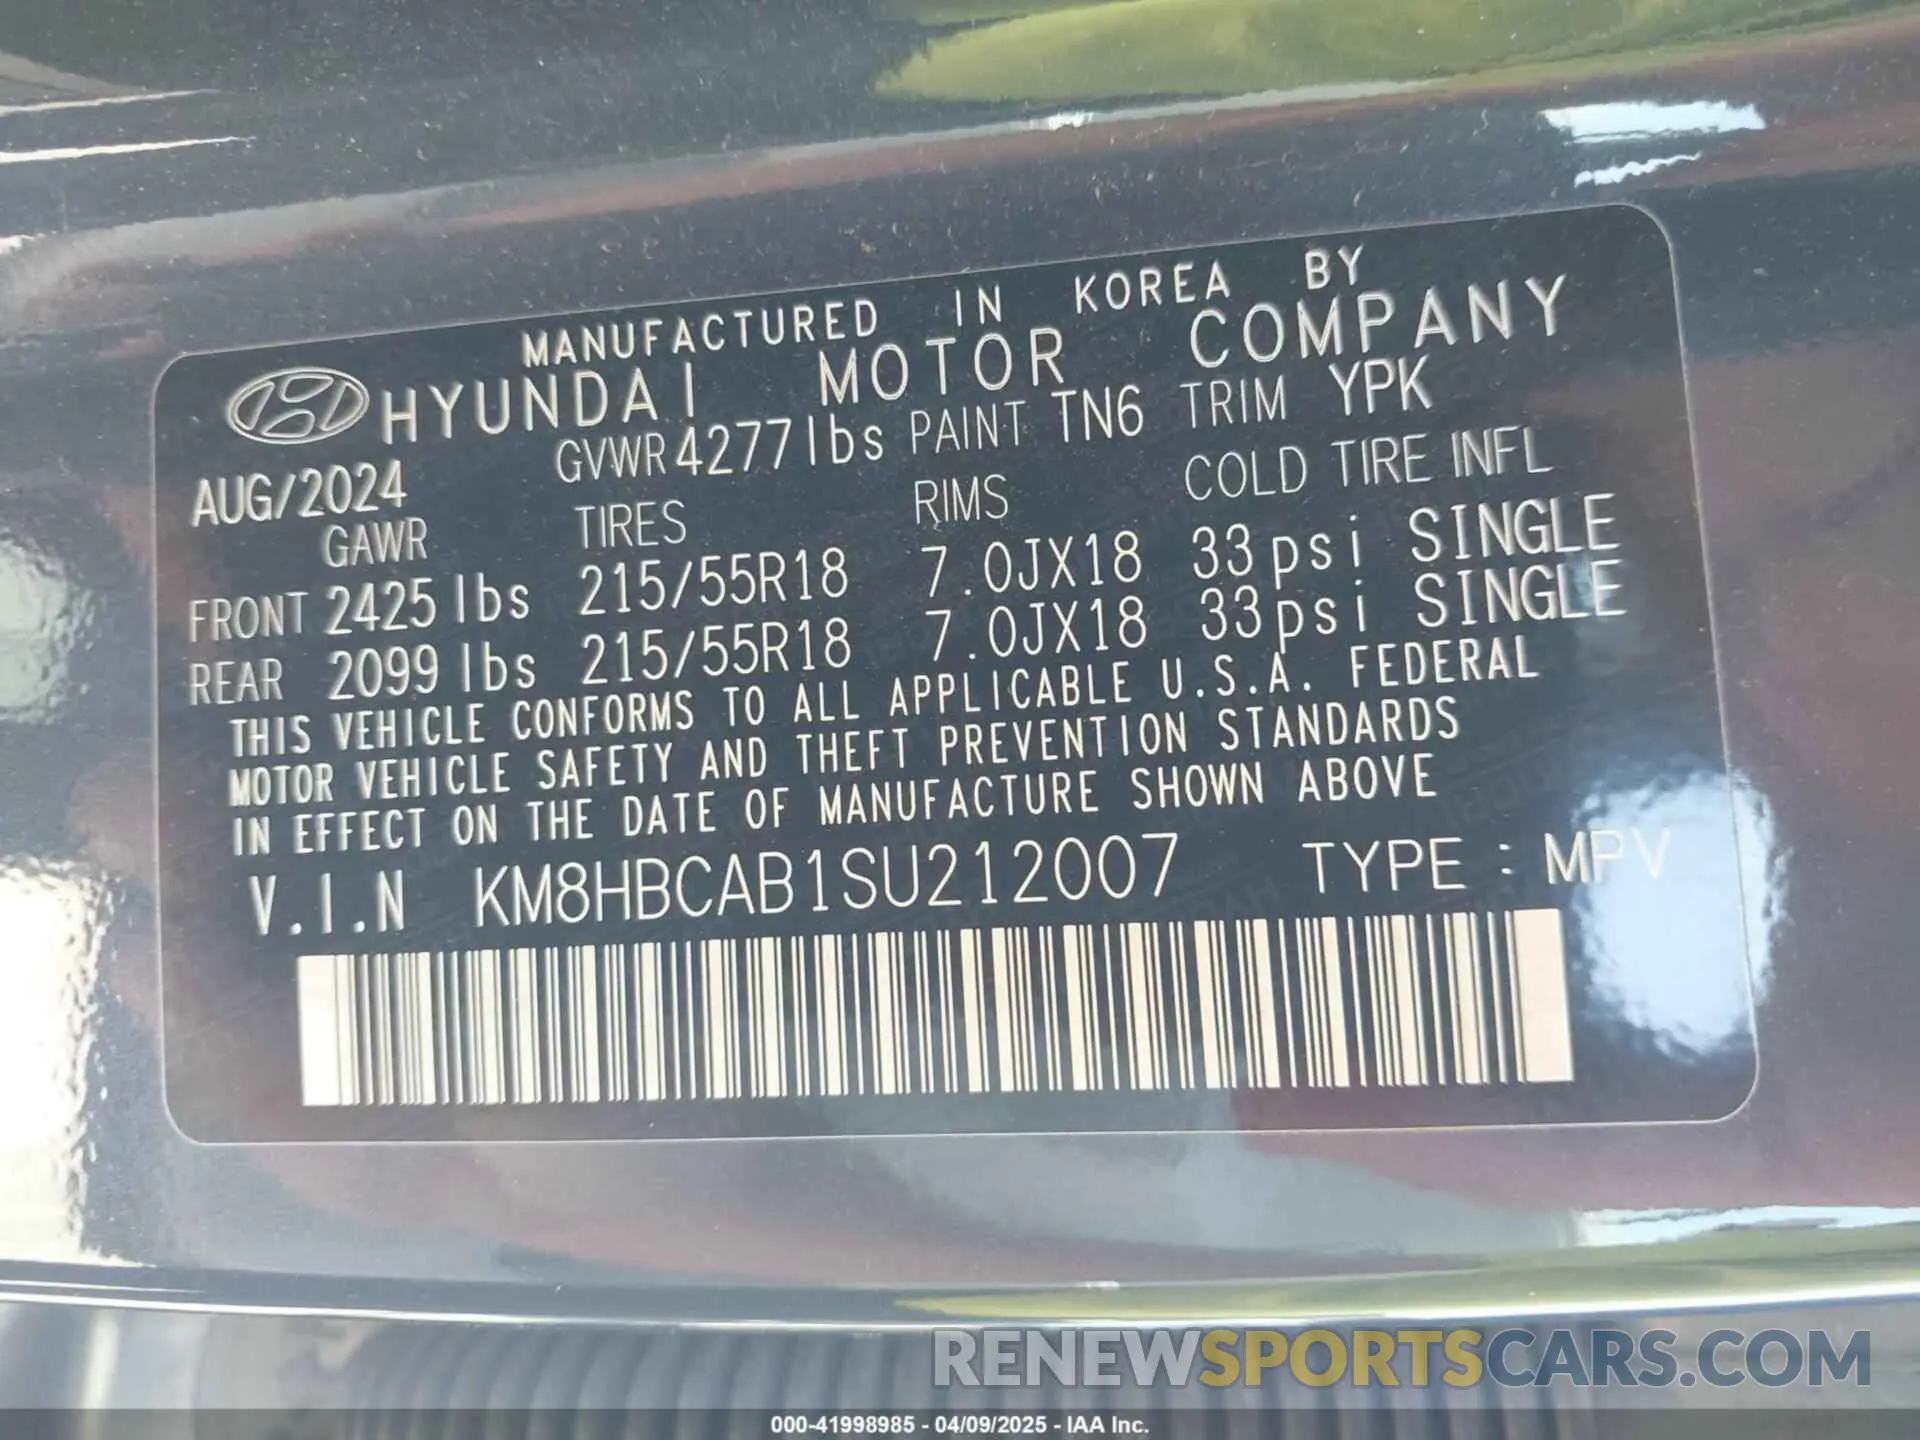 MANUFACTURED IN KOREA BY
HYUNDAI MOTOR COMPANY
AUG/2024 GVWR 4277lbs PAINT TN6 TRIM YPK
GAWR TIRES RIMS COLD TIRE INFL
FRONT 2425 lbs 215/55R18 7.0JX18 33psi SINGLE
REAR 2099 lbs 215/55R18 7.0JX18 33psi SINGLE
THIS VEHICLE CONFORMS TO ALL APPLICABLE U.S.A. FEDERAL
MOTOR VEHICLE SAFETY AND THEFT PREVENTION STANDARDS
IN EFFECT ON THE DATE OF MANUFACTURE SHOWN ABOVE
V.I.N KM8HBCAB1SU212007 TYPE : MPV
RENEWSPORTSCARS.COM
000-41998985 - 04/09/2025 - IAA Inc.